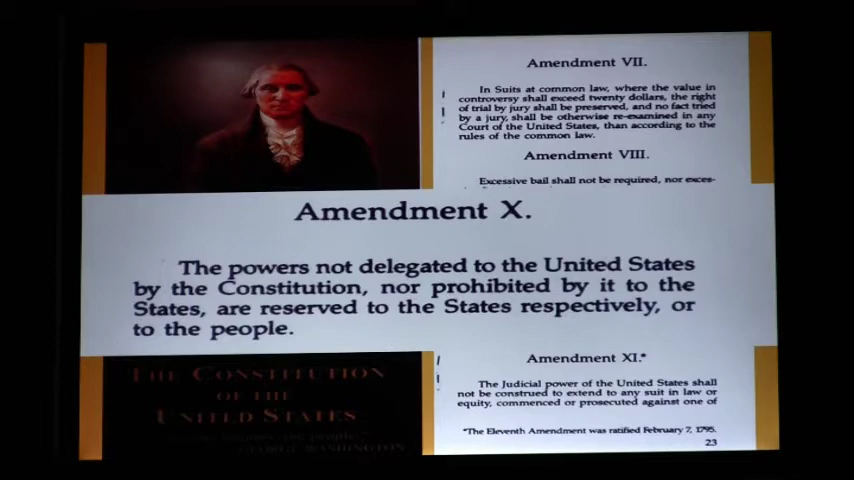 Amendment VII.
In Suits at common law, where the value in
controversy shall exceed twenty dollars, the right
of trial by jury shall be preserved, and no fact tried
by a jury, shall be otherwise re-examined in any
Court of the United States, than according to the
rules of the common law.
Amendment VIII.
Excessive bail shall not be required, nor exces-
Amendment X.
The powers not delegated to the United States
by the Constitution, nor prohibited by it to the
States, are reserved to the States respectively, or
to the people.
THE CONSTITUTION
OF THE
UNITED STATES
the people."
GEORGE WASHINGTON
Amendment XI.*
The Judicial power of the United States shall
not be construed to extend to any suit in law or
equity, commenced or prosecuted against one of
*The Eleventh Amendment was ratified February 7, 1795.
23